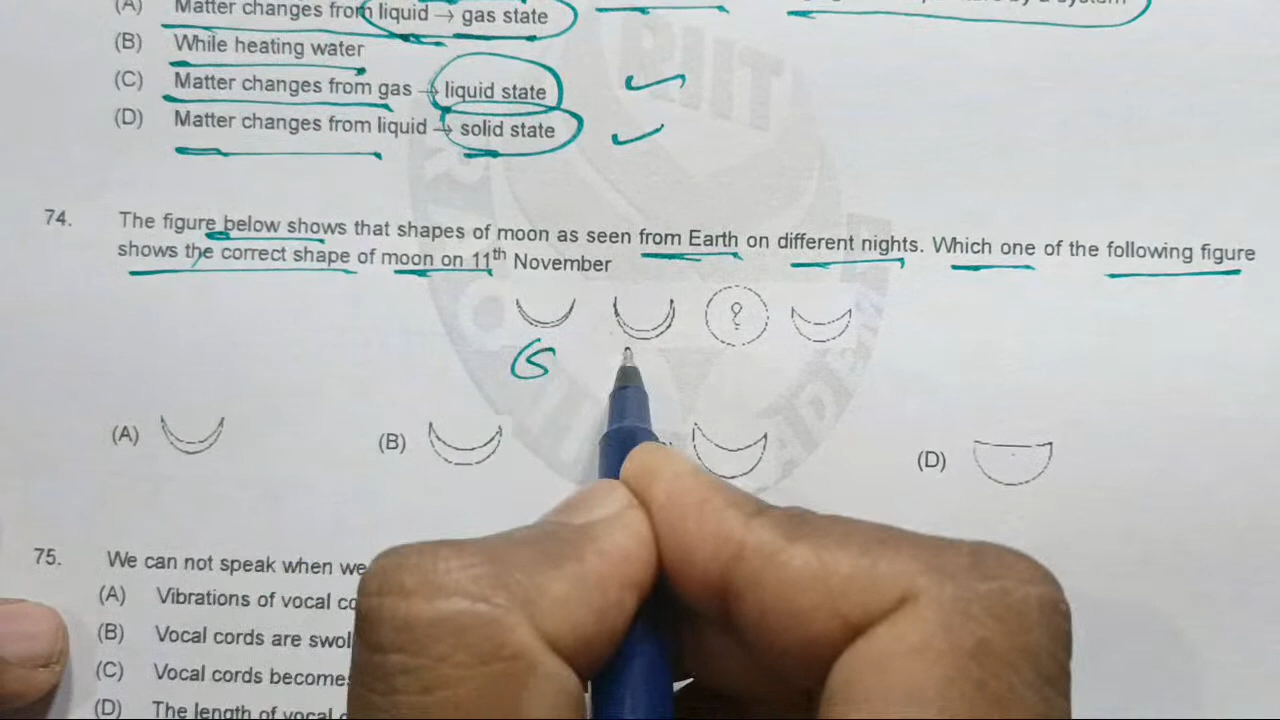 (A) Matter changes from liquid → gas state
(B) While heating water
(C) Matter changes from gas → liquid state
(D) Matter changes from liquid → solid state
74. The figure below shows that shapes of moon as seen from Earth on different nights. Which one of the following figure
shows the correct shape of moon on 11th November
?
(A) (B) (D)
75. We can not speak when we
(A) Vibrations of vocal
(B) Vocal cords are
(C) Vocal cords become
(D) The length of vocal